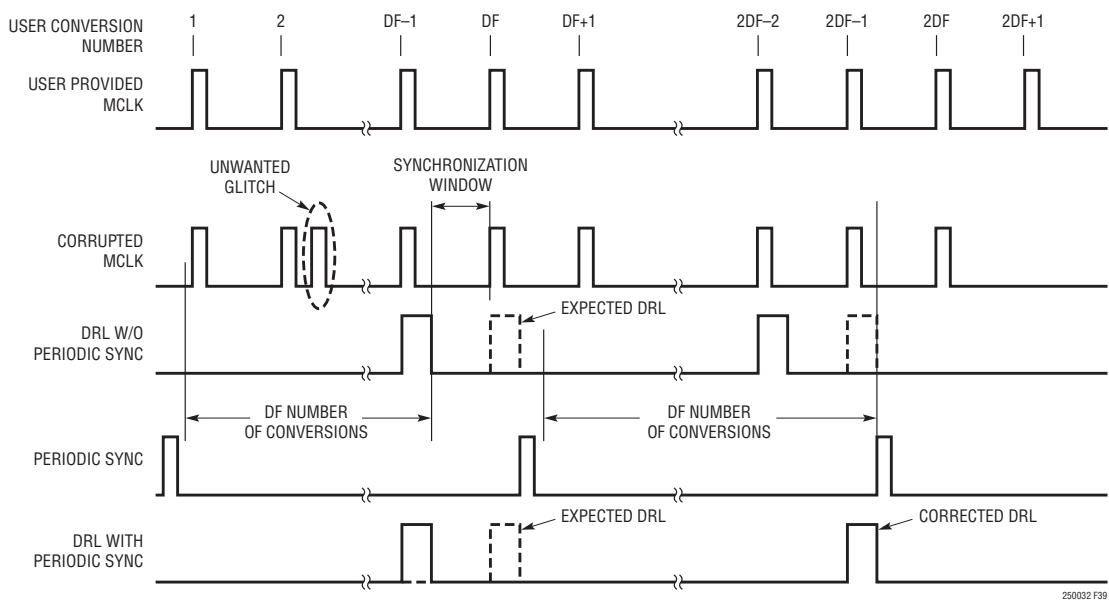 USER CONVERSION
NUMBER
1
2
DF–1
DF
DF+1
2DF–2
2DF–1
2DF
2DF+1
USER PROVIDED
MCLK
UNWANTED
GLITCH
SYNCHRONIZATION
WINDOW
CORRUPTED
MCLK
EXPECTED DRL
DRL W/O
PERIODIC SYNC
DF NUMBER
OF CONVERSIONS
DF NUMBER
OF CONVERSIONS
PERIODIC SYNC
EXPECTED DRL
CORRECTED DRL
DRL WITH
PERIODIC SYNC
250032 F39